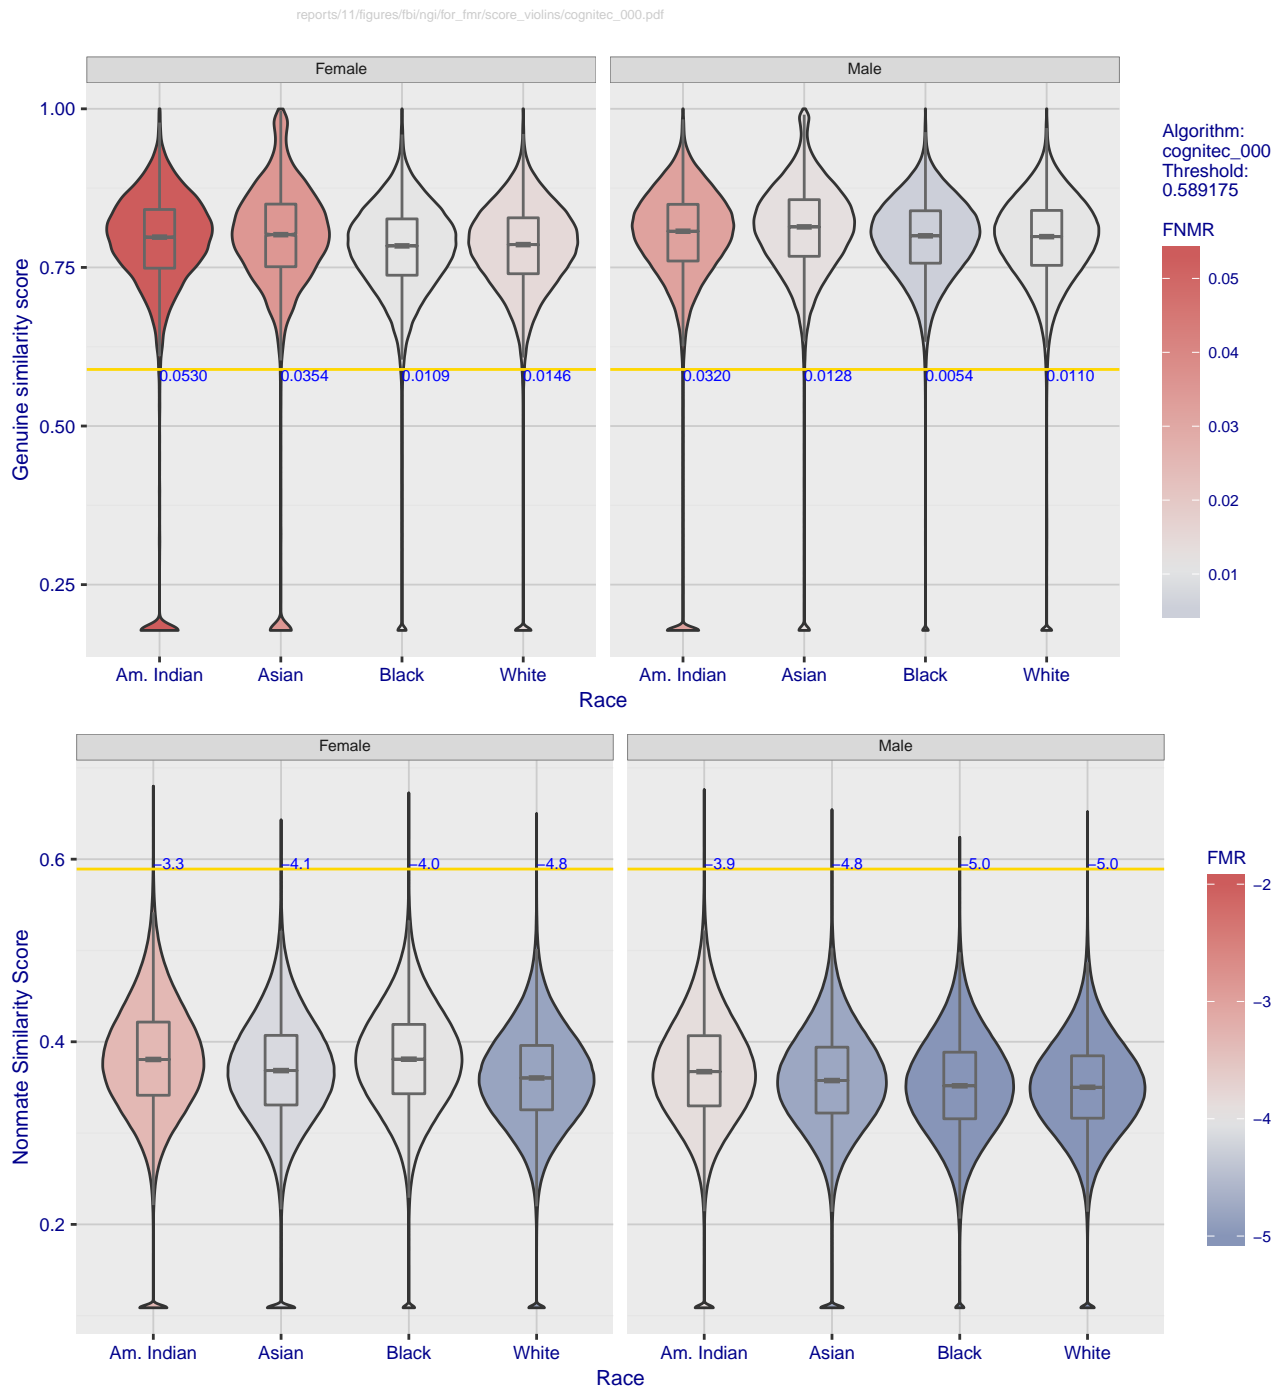 reports/11/figures/fbi/ngi/for_fmr/score_violins/cognitec_000.pdf
Female
Male
Genuine similarity score
1.00
0.75
0.50
0.25
0.0530
0.0354
0.0109
0.0146
0.0320
0.0128
0.0054
0.0110
Am. Indian
Asian
Black
White
Am. Indian
Asian
Black
White
Race
Algorithm:
cognitec_000
Threshold:
0.589175
FNMR
0.05
0.04
0.03
0.02
0.01
Female
Male
Nonmate Similarity Score
0.6
0.4
0.2
−3.3
−4.1
−4.0
−4.8
−3.9
−4.8
−5.0
−5.0
Am. Indian
Asian
Black
White
Am. Indian
Asian
Black
White
Race
FMR
−2
−3
−4
−5